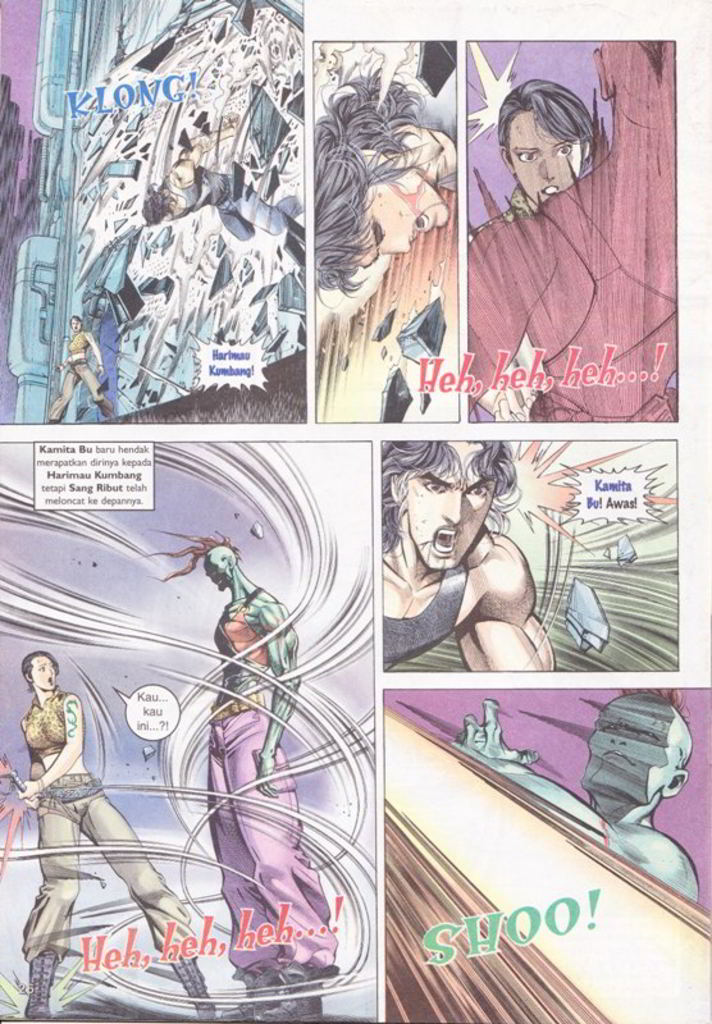 KLONG!
Harimau
Kumbang!
Heh, heh, heh...!
Kamita Bu baru hendak
merapatkan dirinya kepada
Harimau Kumbang
tetapi Sang Ribut telah
meloncat ke depannya.
Kau...
kau
ini...?!
Heh, heh, heh...!
Kamita
Bu! Awas!
SHOO!
26